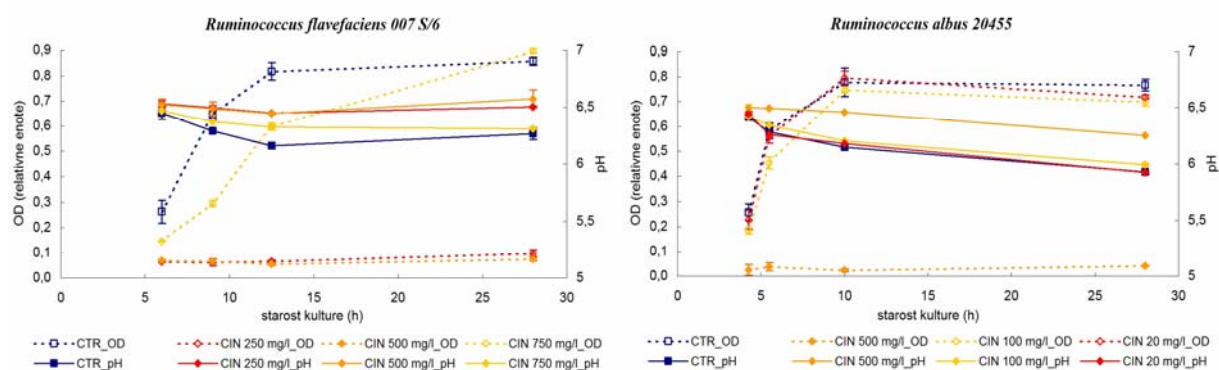 Ruminococcus flavefaciens 007 S/6
0,9
0,8
0,7
0,6
0,5
0,4
0,3
0,2
0,1
0,0
OD (relativne enote)
7
6,5
6
5,5
5
pH
0 5 10 15 20 25 30
starost kulture (h)
CTR_OD CIN 250 mg/l_OD CIN 500 mg/l_OD CIN 750 mg/l_OD
CTR_pH CIN 250 mg/l_pH CIN 500 mg/l_pH CIN 750 mg/l_pH
Ruminococcus albus 20455
0,9
0,8
0,7
0,6
0,5
0,4
0,3
0,2
0,1
0,0
OD (relativne enote)
7
6,5
6
5,5
5
pH
0 5 10 15 20 25 30
starost kulture (h)
CTR_OD CIN 500 mg/l_OD CIN 100 mg/l_OD CIN 20 mg/l_OD
CTR_pH CIN 500 mg/l_pH CIN 100 mg/l_pH CIN 20 mg/l_pH